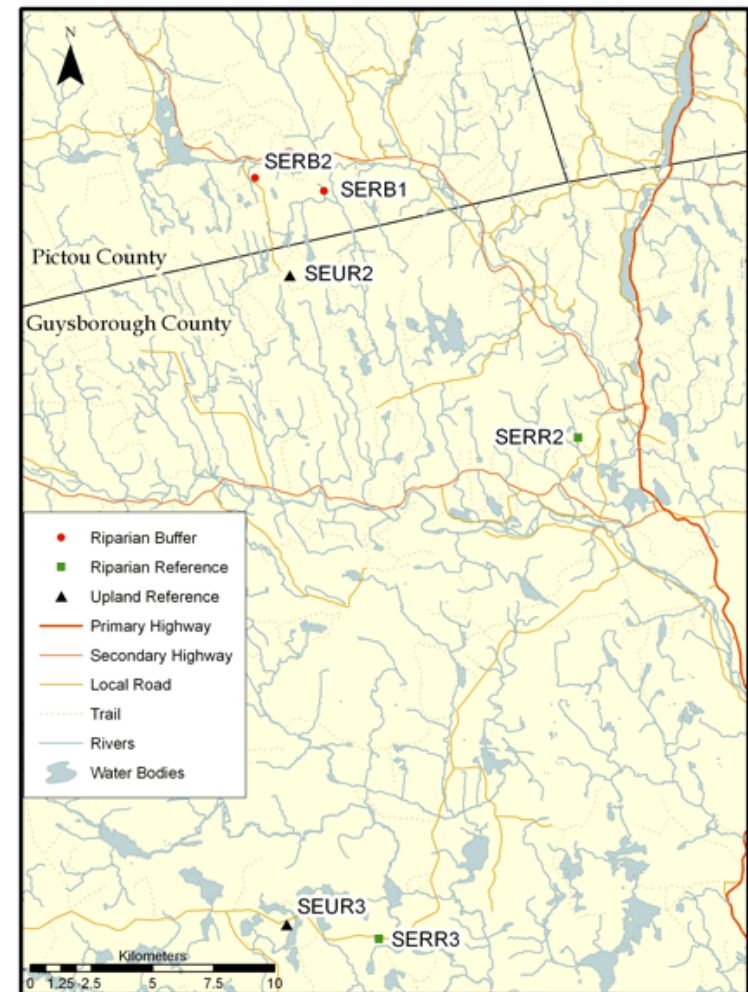 N
SERB2
SERB1
Pictou County
SEUR2
Guysborough County
SERR2
Riparian Buffer
Riparian Reference
Upland Reference
Primary Highway
Secondary Highway
Local Road
Trail
Rivers
Water Bodies
SEUR3
SERR3
Kilometers
0 1.25 2.5 5 7.5 10